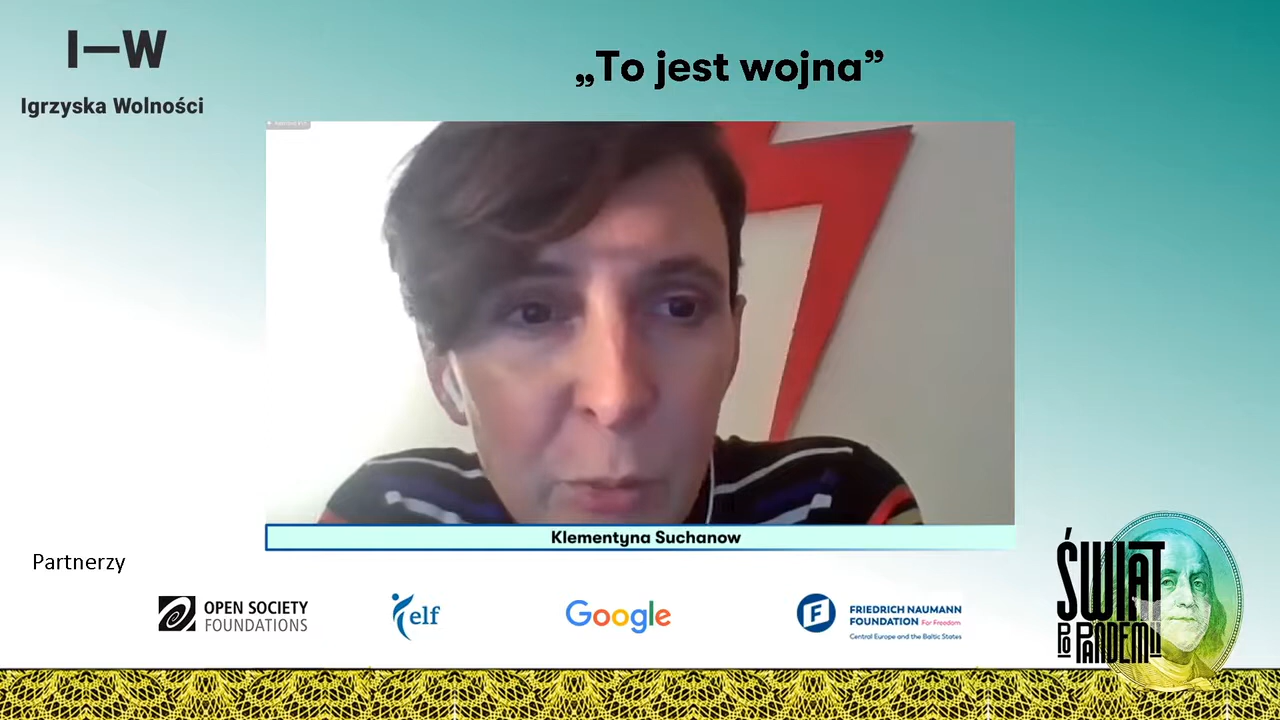 I—W
Igrzyska Wolności
„To jest wojna”
Klementyna Suchanow
Partnerzy
OPEN SOCIETY
FOUNDATIONS
elf
Google
F
FRIEDRICH NAUMANN
FOUNDATION For Freedom
Central Europe and the Baltic States
ŚWIAT
PO PANDEMII